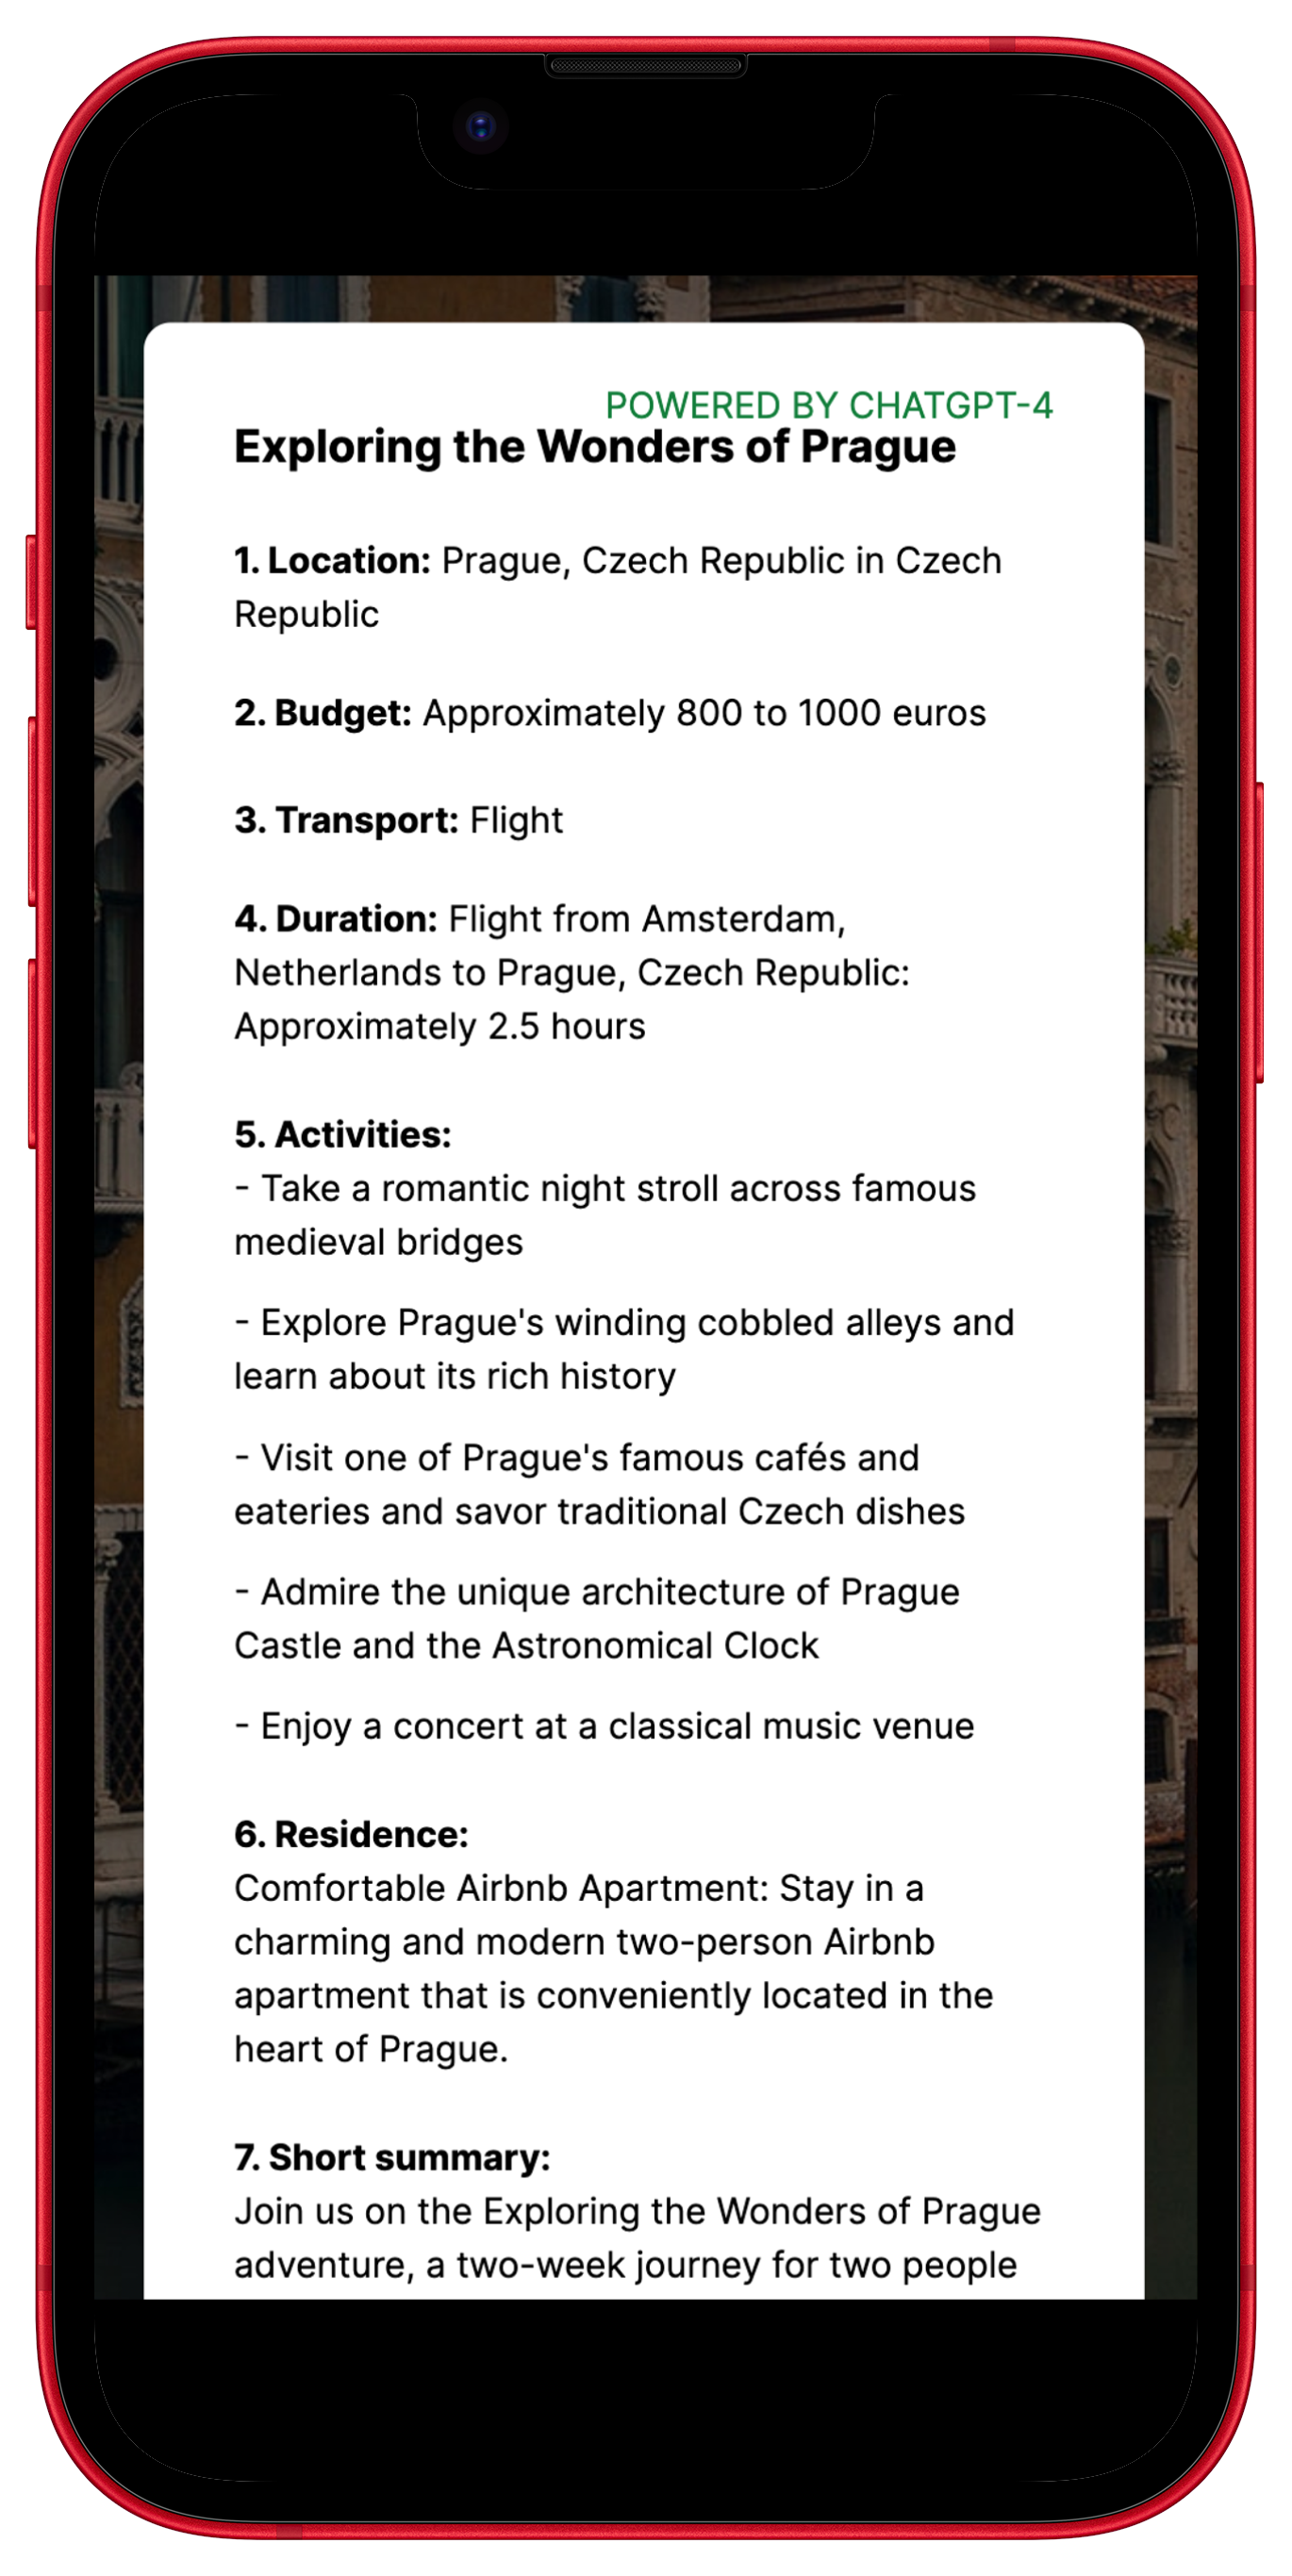 POWERED BY CHATGPT-4
Exploring the Wonders of Prague
1. Location: Prague, Czech Republic in Czech
Republic
2. Budget: Approximately 800 to 1000 euros
3. Transport: Flight
4. Duration: Flight from Amsterdam,
Netherlands to Prague, Czech Republic:
Approximately 2.5 hours
5. Activities:
- Take a romantic night stroll across famous
medieval bridges
- Explore Prague's winding cobbled alleys and
learn about its rich history
- Visit one of Prague's famous cafés and
eateries and savor traditional Czech dishes
- Admire the unique architecture of Prague
Castle and the Astronomical Clock
- Enjoy a concert at a classical music venue
6. Residence:
Comfortable Airbnb Apartment: Stay in a
charming and modern two-person Airbnb
apartment that is conveniently located in the
heart of Prague.
7. Short summary:
Join us on the Exploring the Wonders of Prague
adventure, a two-week journey for two people